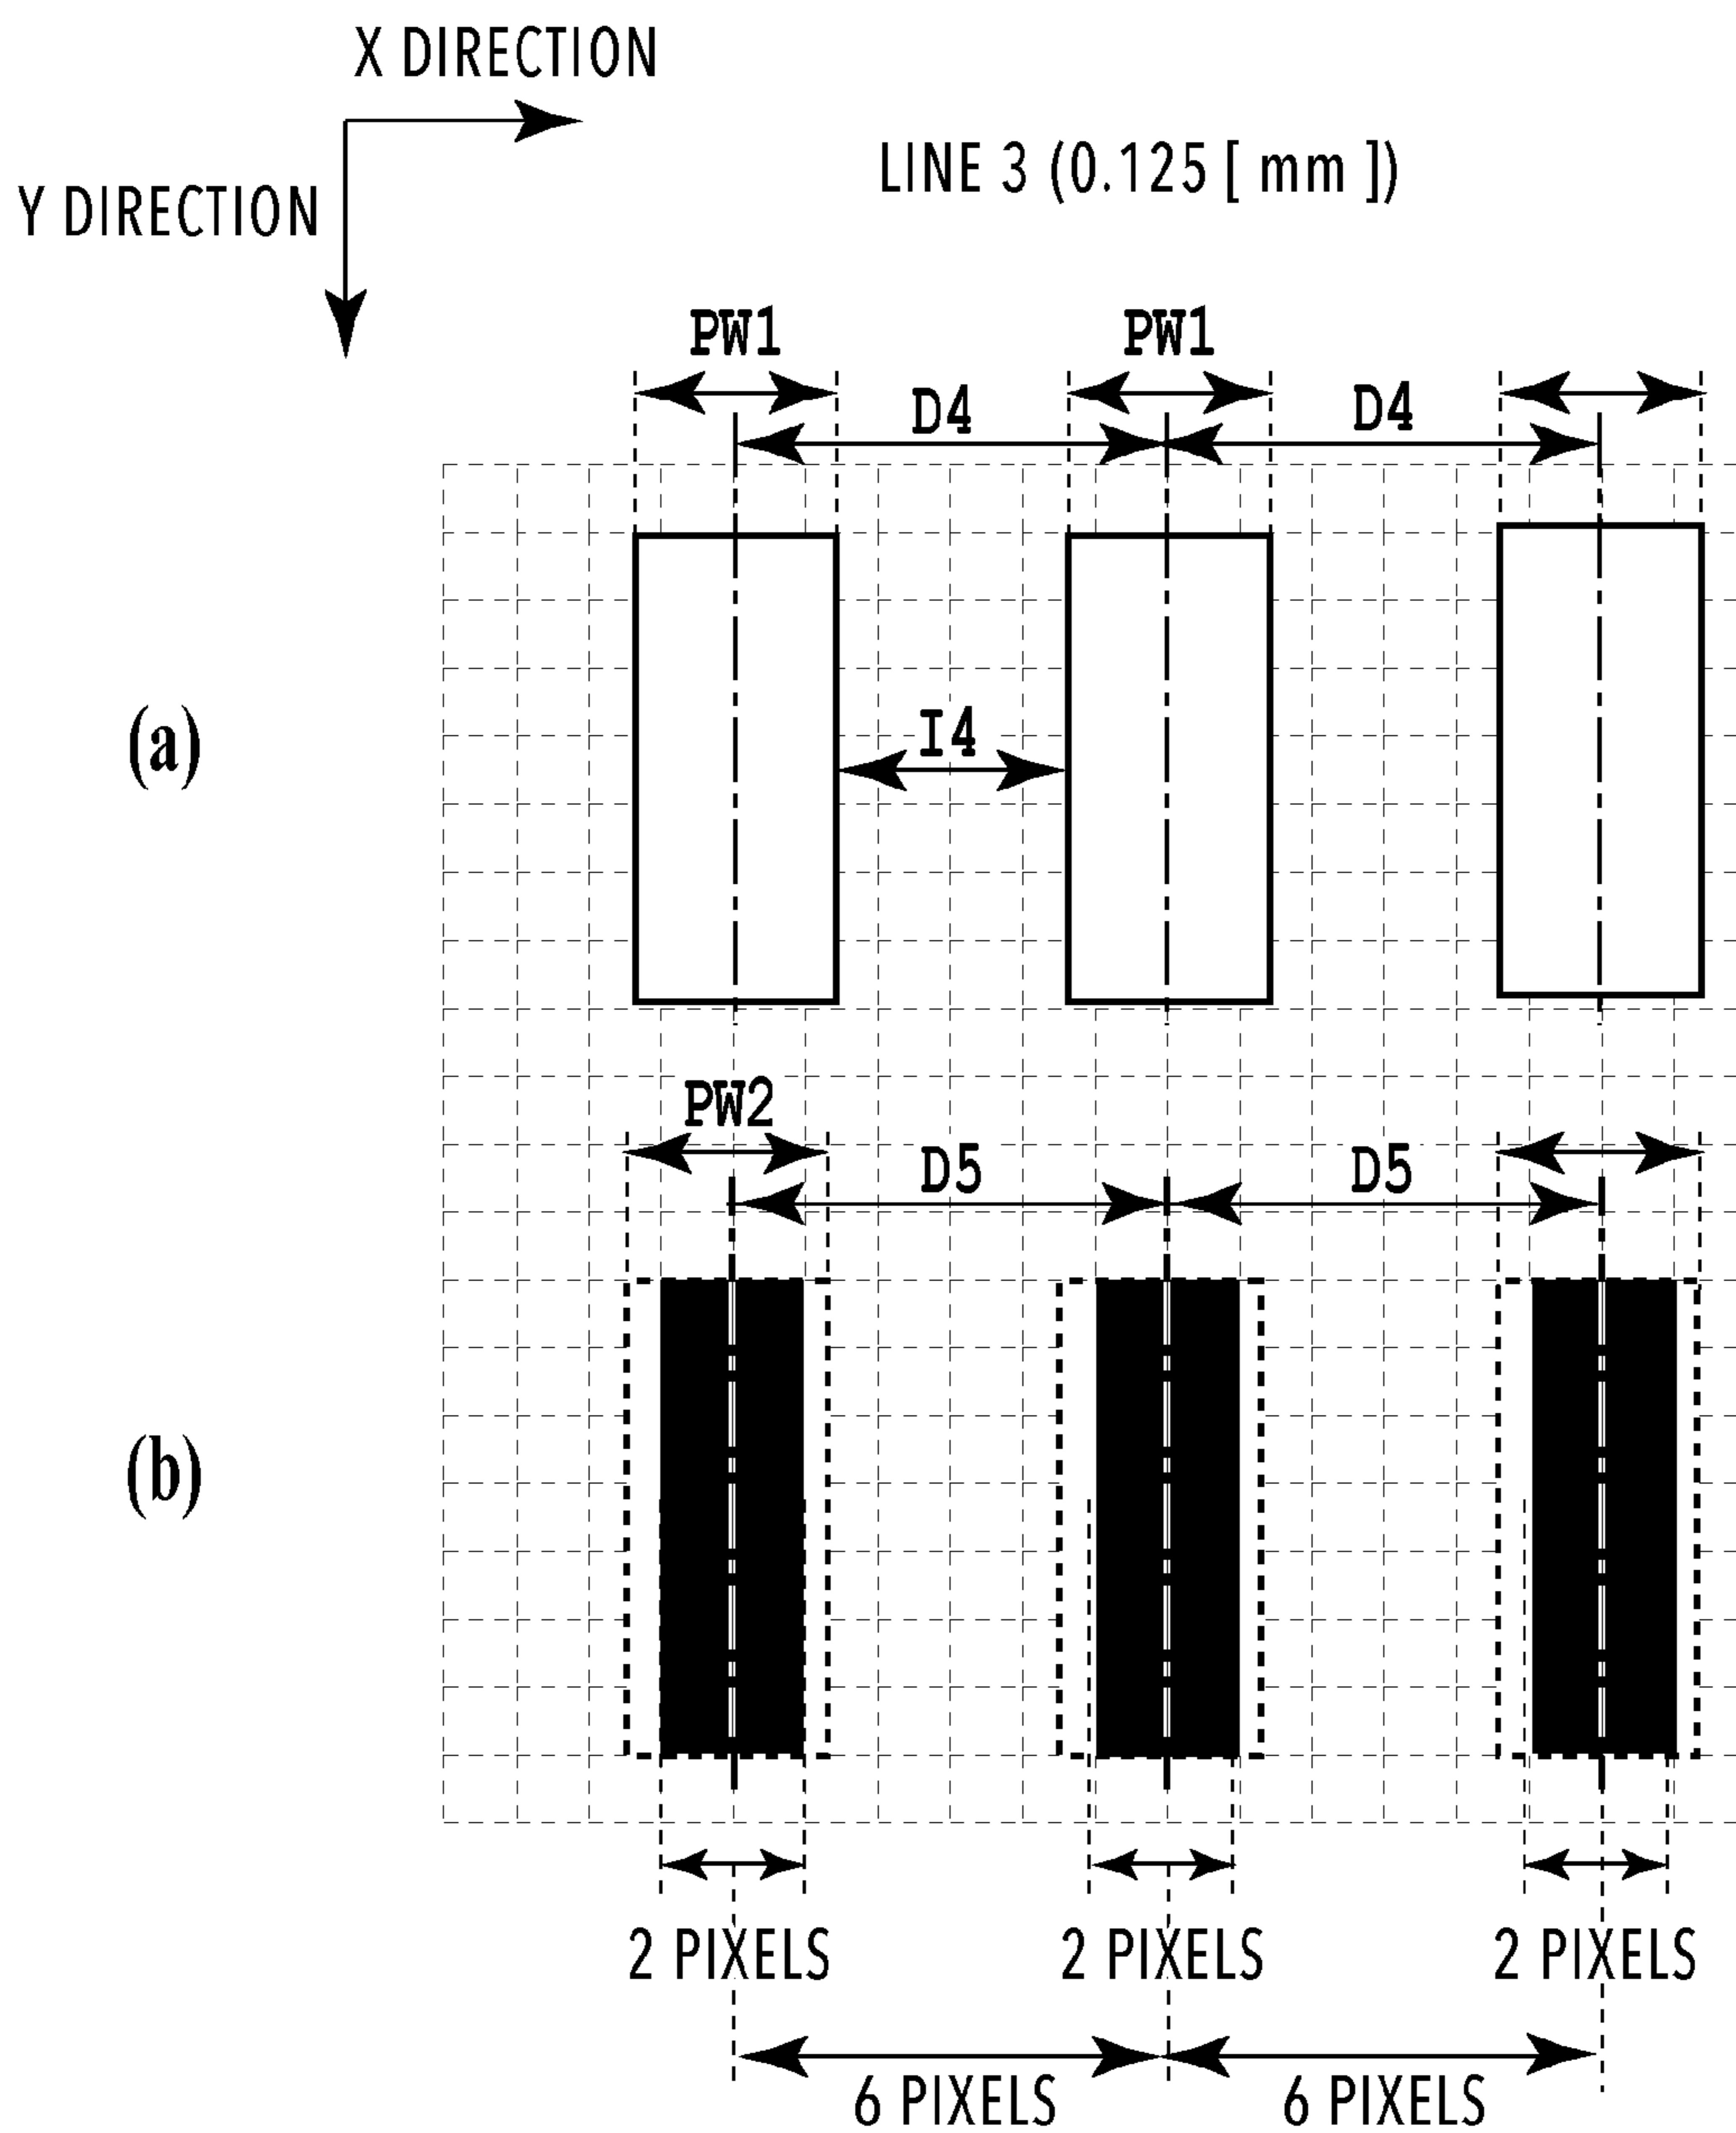 X DIRECTION
Y DIRECTION
LINE 3 (0.125 [ mm ])
PW1 PW1
D4 D4
(a)
I4
PW2
D5 D5
(b)
2 PIXELS 2 PIXELS 2 PIXELS
6 PIXELS 6 PIXELS